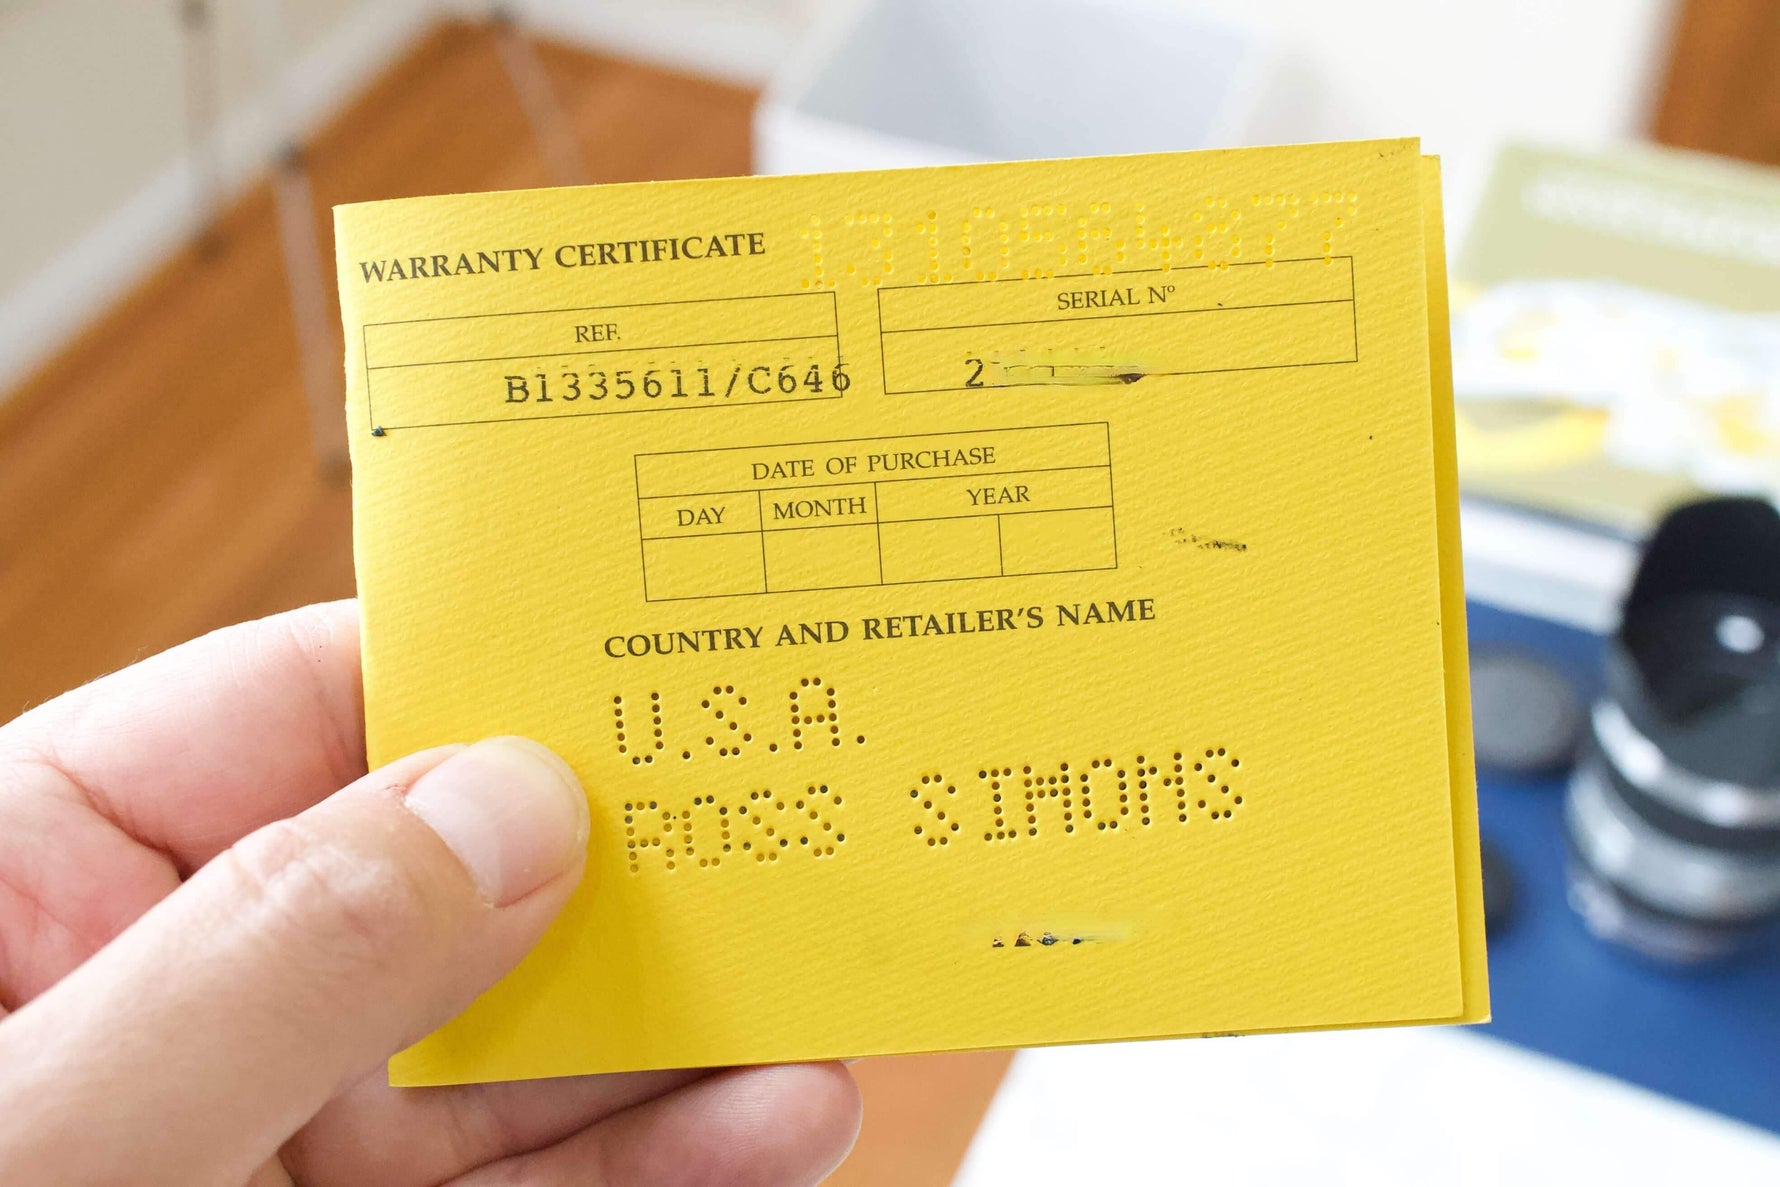 WARRANTY CERTIFICATE
REF.
SERIAL Nº
B1335611/C646
2
DATE OF PURCHASE
DAY MONTH YEAR
COUNTRY AND RETAILER'S NAME
U.S.A.
ROSS SIMONS